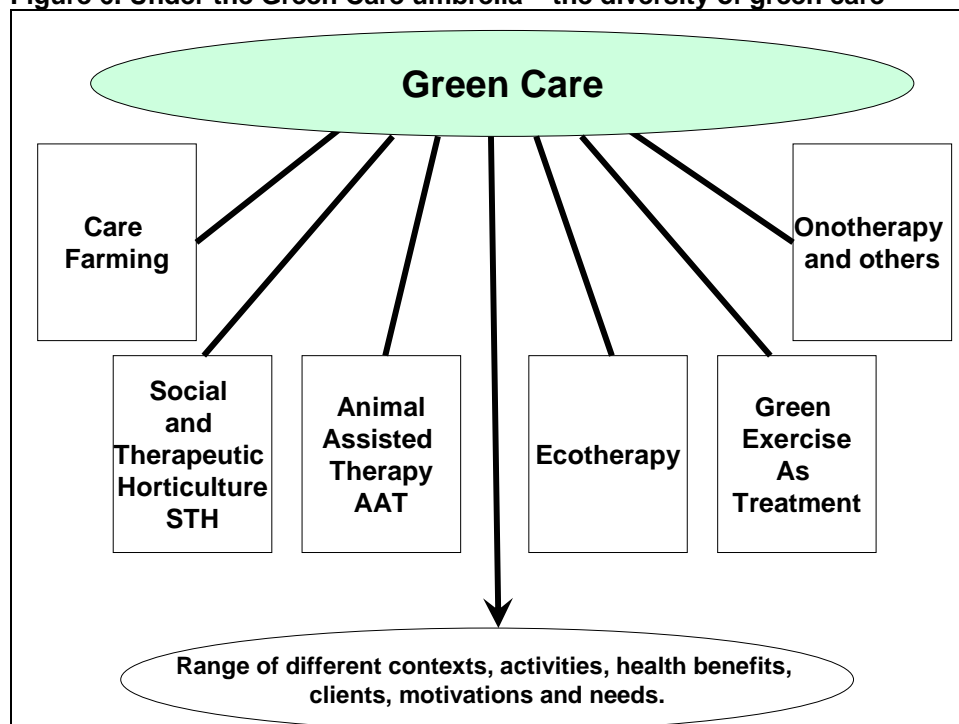 Under the Green Care umbrella – the diversity of green care
Green Care
Care
Farming
Onotherapy
and others
Social
and
Therapeutic
Horticulture
STH
Animal
Assisted
Therapy
AAT
Ecotherapy
Green
Exercise
As
Treatment
Range of different contexts, activities, health benefits,
clients, motivations and needs.